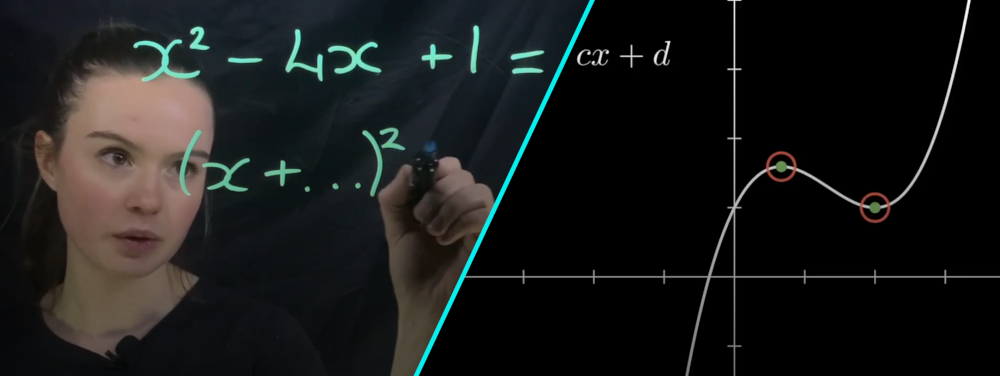 x² - 4x + 1 =
(x + ...)²
cx + d